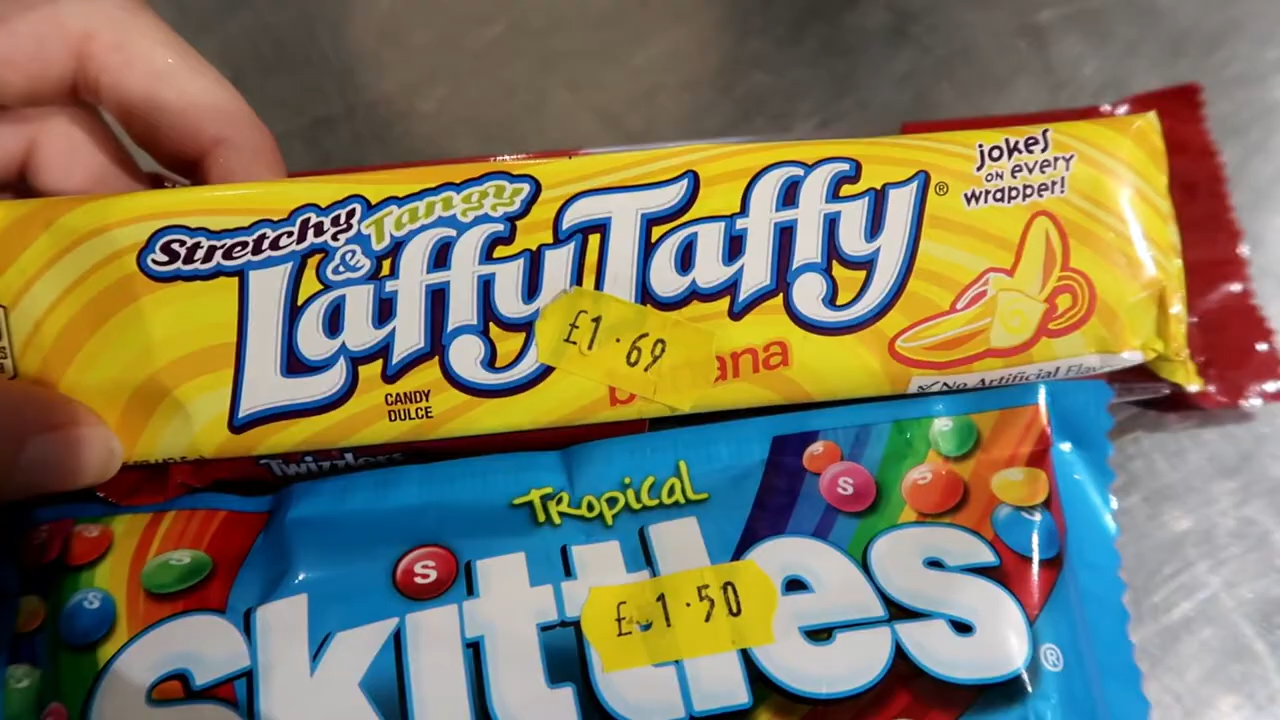 jokes
ON every
wrapper!
Stretchy
& Tangy
Laffy Taffy®
£1.69
ana
CANDY
DULCE
✓No Artificial
Twizzlers
Tropical
S
S
S
S
S
S
skittles®
£1.50